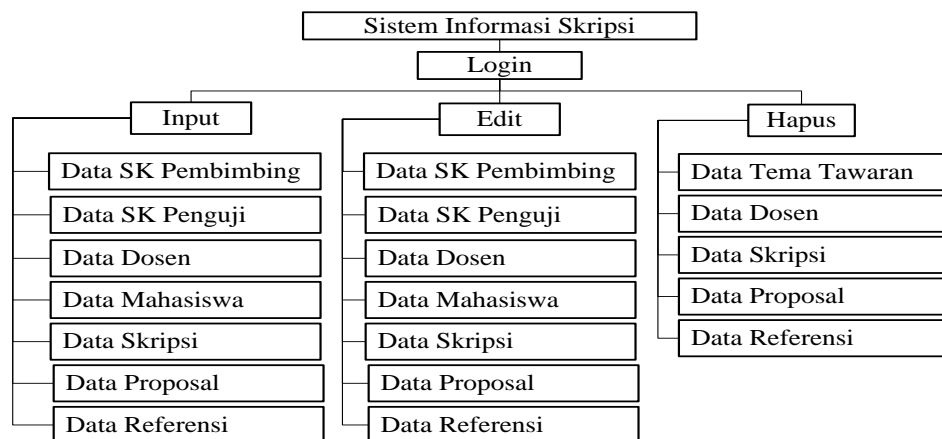 Sistem Informasi Skripsi
Login
Input
Edit
Hapus
Data SK Pembimbing
Data SK Penguji
Data Dosen
Data Mahasiswa
Data Skripsi
Data Proposal
Data Referensi
Data SK Pembimbing
Data SK Penguji
Data Dosen
Data Mahasiswa
Data Skripsi
Data Proposal
Data Referensi
Data Tema Tawaran
Data Dosen
Data Skripsi
Data Proposal
Data Referensi